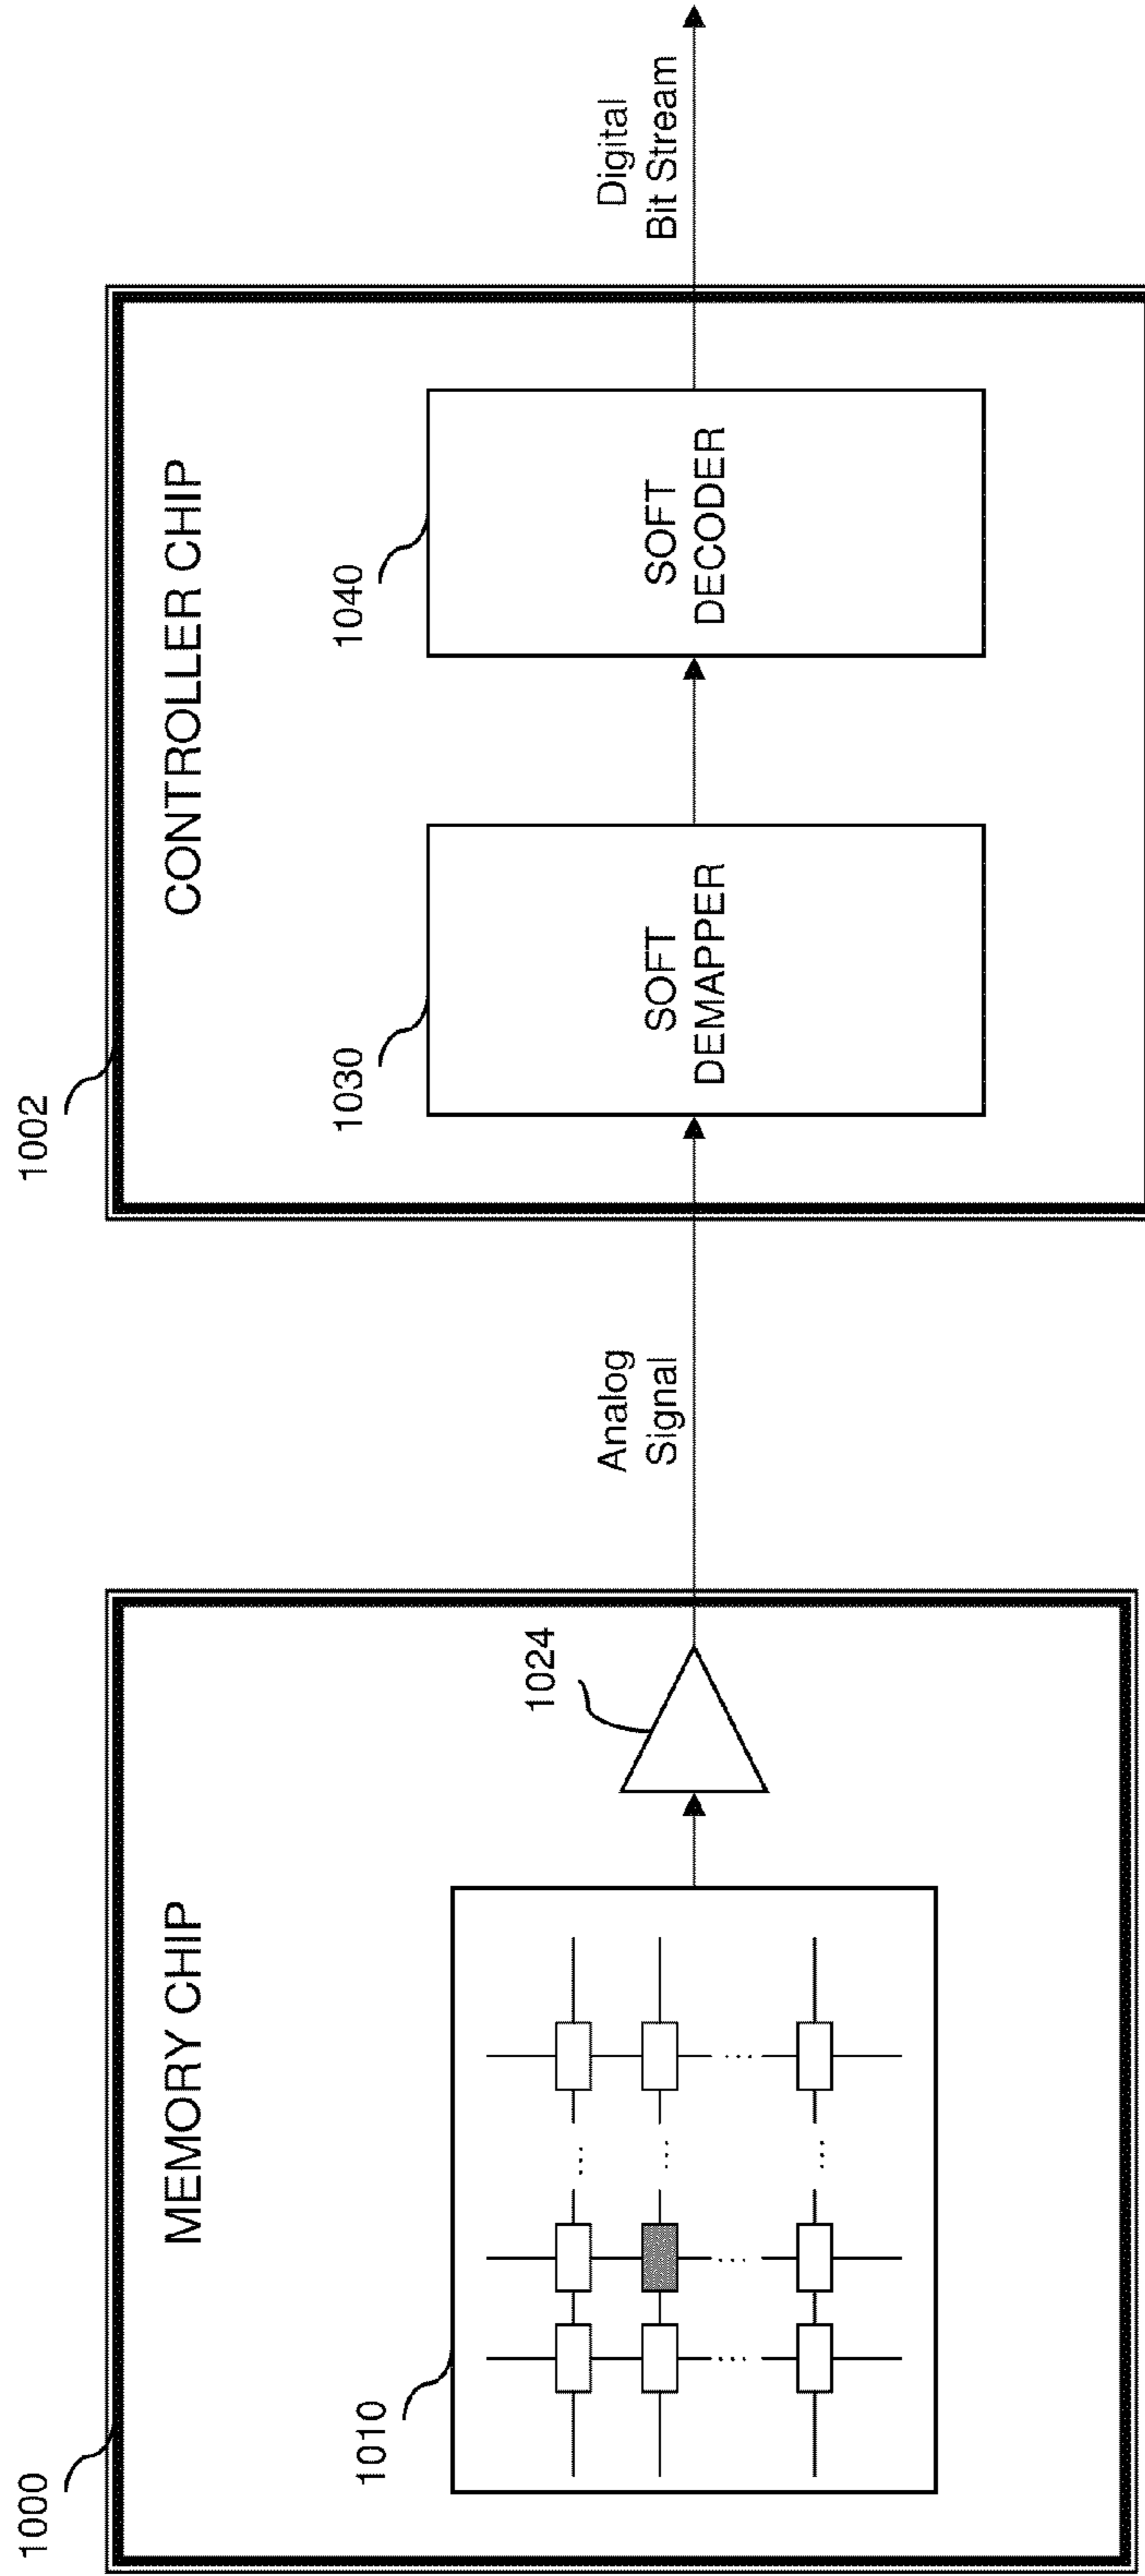 1000
MEMORY CHIP
1010
1024
Analog
Signal
1002
CONTROLLER CHIP
1030
SOFT
DEMAPPER
1040
SOFT
DECODER
Digital
Bit Stream